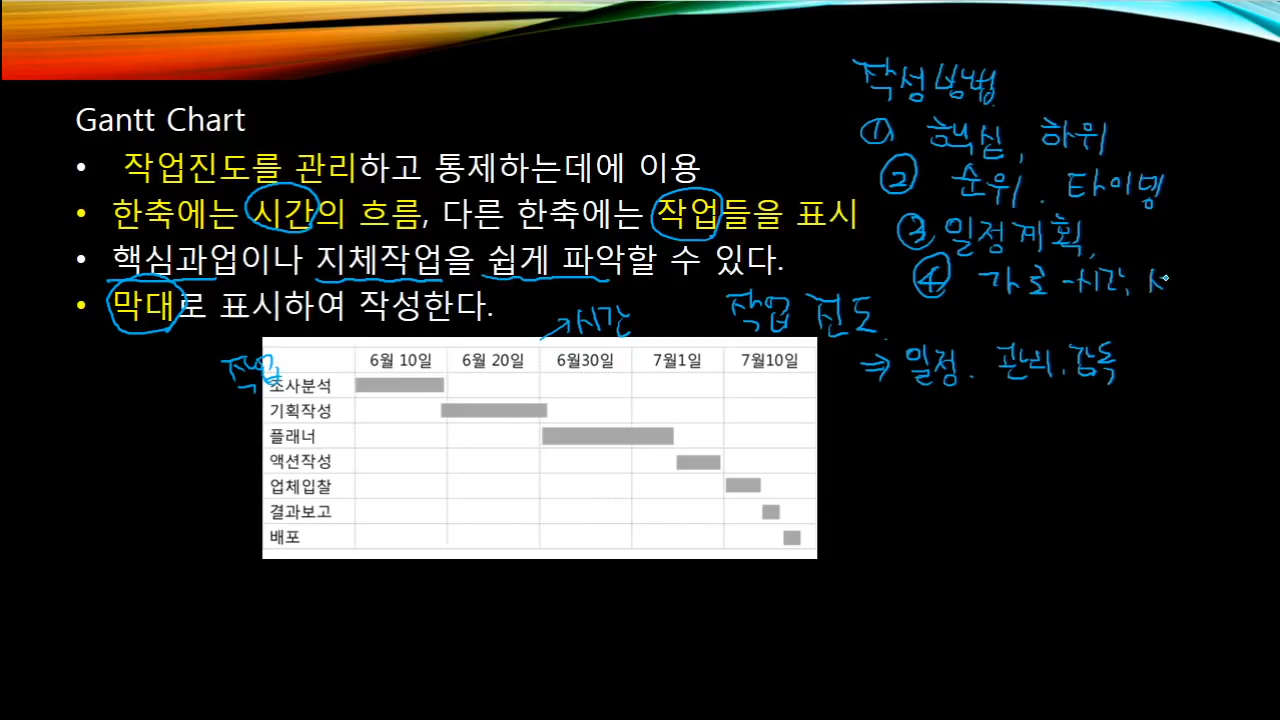 Gantt Chart
• 작업진도를 관리하고 통제하는데에 이용
• 한축에는 시간의 흐름, 다른 한축에는 작업들을 표시
• 핵심과업이나 지체작업을 쉽게 파악할 수 있다.
• 막대로 표시하여 작성한다.
작성방법
① 핵심, 하위
② 순위. 타이밍
③ 일정계획,
④ 가로-시간,
작업 진도
⇒ 일정. 관리.감독
→시간
작업
6월 10일 6월 20일 6월30일 7월1일 7월10일
조사분석
기획작성
플래너
액션작성
업체입찰
결과보고
배포